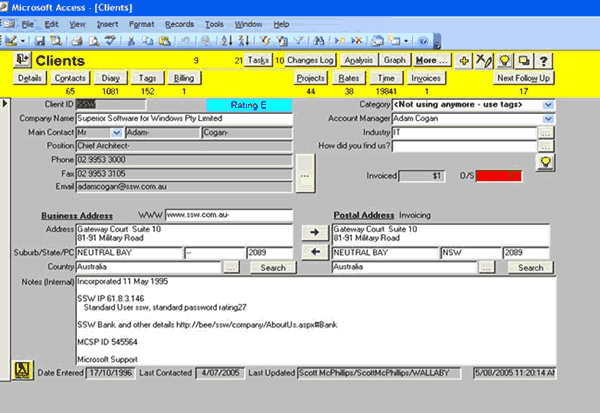 Microsoft Access - [Clients]
File Edit View Insert Format Records Tools Window Help
Clients 9 21 Tasks 10 Changes Log Analysis Graph More ...
Details Contacts Diary Tags Billing Projects Rates Time Invoices Next Follow Up
65 1081 152 1 44 38 19841 4 17
Client ID SSW Rating E Category <Not using anymore - use tags>
Company Name Superior Software for Windows Pty Limited Account Manager Adam Cogan
Main Contact Mr Adam- Cogan- Industry IT
Position Chief Architect- How did you find us?
Phone 02 9953 3000
Fax 02 9953 3105 Invoiced $1 O/S
Email adamcogan@ssw.com.au
Business Address WWW www.ssw.com.au- Postal Address Invoicing
Address Gateway Court Suite 10 Gateway Court Suite 10
81-91 Military Road 81-91 Military Road
Suburb/State/PC NEUTRAL BAY -- 2089 NEUTRAL BAY NSW 2089
Country Australia ... Search Australia ... Search
Notes (Internal) Incorporated 11 May 1995
SSW IP 61.8.3.146
Standard User ssw, standard password rating27
SSW Bank and other details http://bee/ssw/company/AboutUs.aspx#Bank
MCSP ID 545564
Microsoft Support
Date Entered 17/10/1996 Last Contacted 4/07/2005 Last Updated Scott McPhillips/ScottMcPhillips/WALLABY 5/08/2005 11:20:14 AM